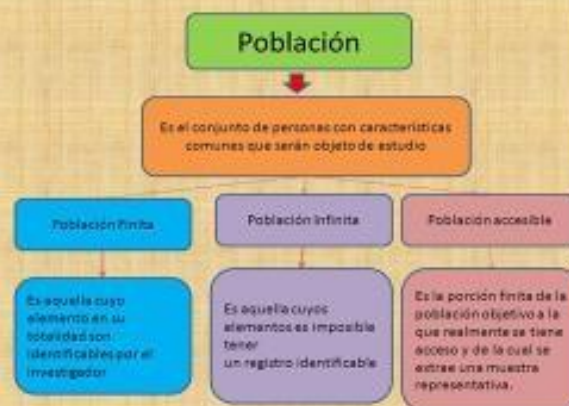 Población
Es el conjunto de personas con características
comunes que serán objeto de estudio
Población Finita
Población Infinita
Población accesible
Es aquella cuyo
elemento en su
totalidad son
identificables por el
investigador
Es aquella cuyos
elementos es imposible
tener
un registro identificable
Es la porción finita de la
población objetivo a la
que realmente se tiene
acceso y de la cual se
extrae una muestra
representativa.